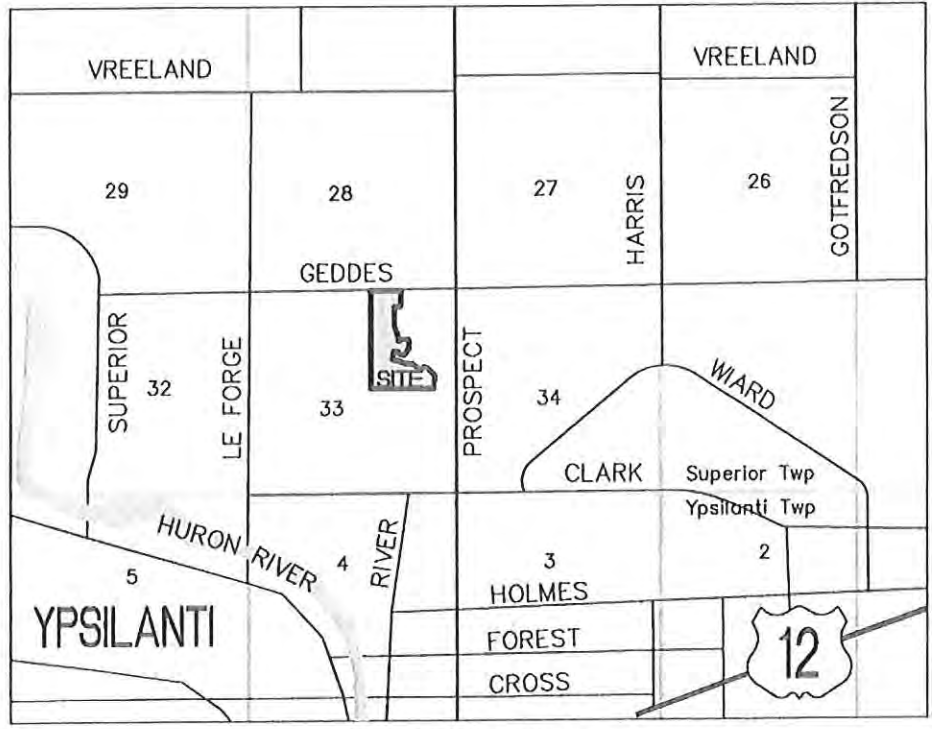 VREELAND
VREELAND
GOTFREDSON
29
28
27
HARRIS
26
GEDDES
SUPERIOR
32
LE FORGE
33
SITE
PROSPECT
34
WIARD
CLARK
Superior Twp
Ypsilanti Twp
HURON RIVER
5
4
RIVER
3
2
HOLMES
YPSILANTI
FOREST
12
CROSS